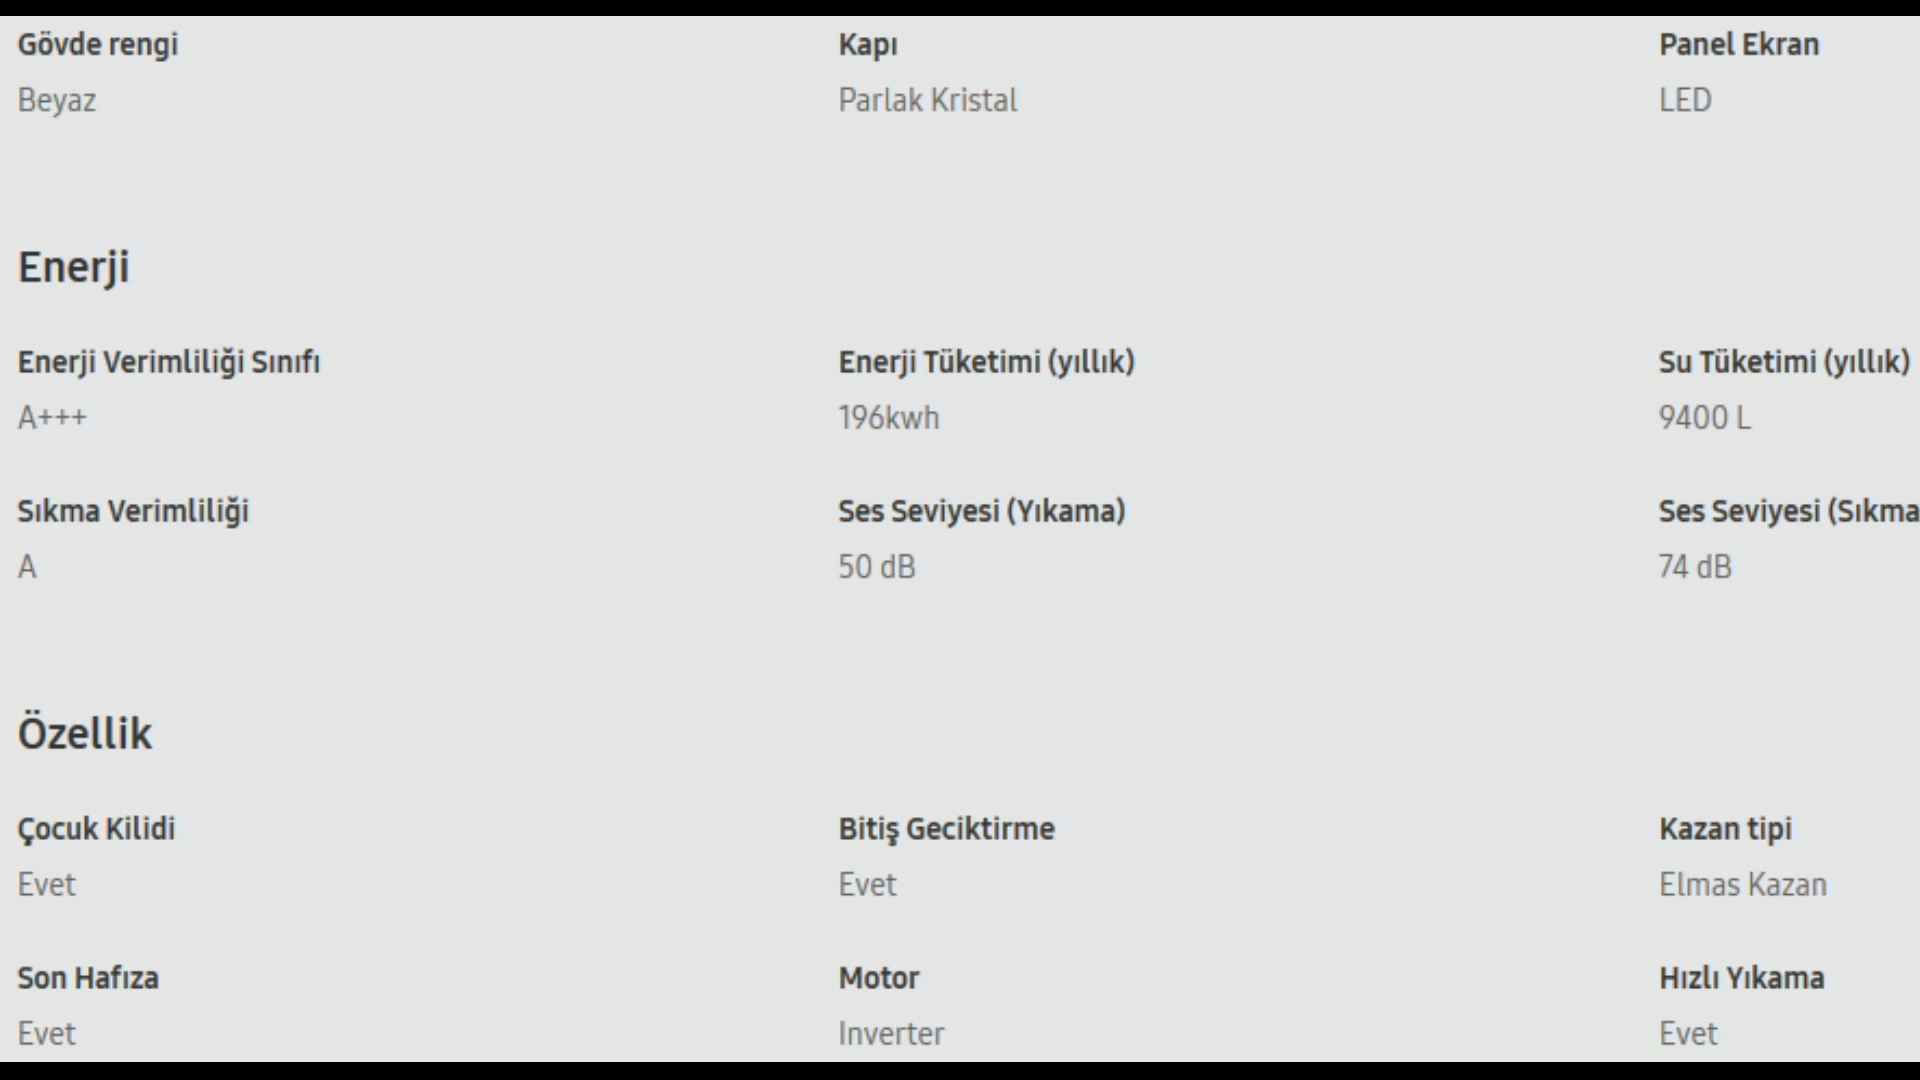 Gövde rengi
Kapı
Panel Ekran
Beyaz
Parlak Kristal
LED
Enerji
Enerji Verimliliği Sınıfı
Enerji Tüketimi (yıllık)
Su Tüketimi (yıllık)
A+++
196kwh
9400 L
Sıkma Verimliliği
Ses Seviyesi (Yıkama)
Ses Seviyesi (Sıkma
A
50 dB
74 dB
Özellik
Çocuk Kilidi
Bitiş Geciktirme
Kazan tipi
Evet
Evet
Elmas Kazan
Son Hafıza
Motor
Hızlı Yıkama
Evet
Inverter
Evet